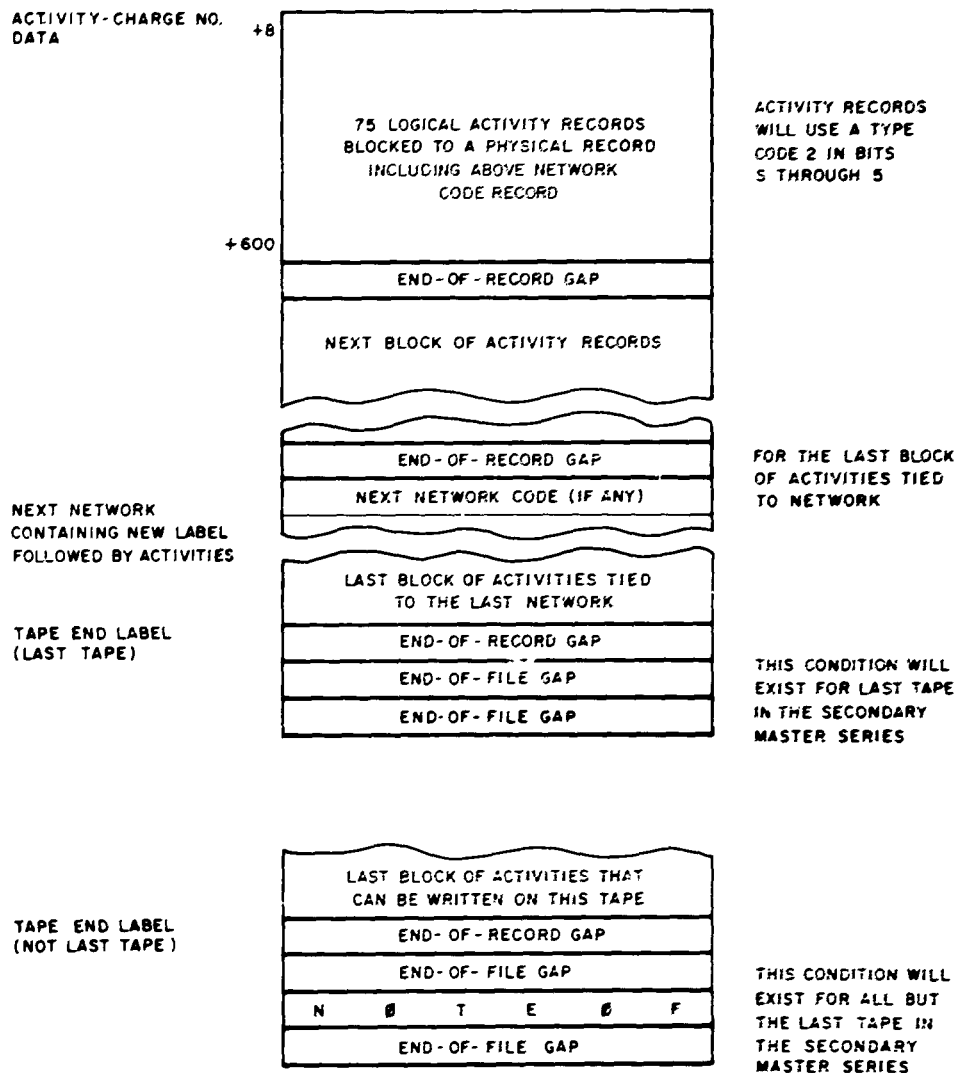 ACTIVITY-CHARGE NO.
DATA
+8
75 LOGICAL ACTIVITY RECORDS
BLOCKED TO A PHYSICAL RECORD
INCLUDING ABOVE NETWORK
CODE RECORD
ACTIVITY RECORDS
WILL USE A TYPE
CODE 2 IN BITS
S THROUGH 5
+600
END-OF-RECORD GAP
NEXT BLOCK OF ACTIVITY RECORDS
END-OF-RECORD GAP
FOR THE LAST BLOCK
OF ACTIVITIES TIED
TO NETWORK
NEXT NETWORK CODE (IF ANY)
NEXT NETWORK
CONTAINING NEW LABEL
FOLLOWED BY ACTIVITIES
LAST BLOCK OF ACTIVITIES TIED
TO THE LAST NETWORK
TAPE END LABEL
(LAST TAPE)
END-OF-RECORD GAP
END-OF-FILE GAP
END-OF-FILE GAP
THIS CONDITION WILL
EXIST FOR LAST TAPE
IN THE SECONDARY
MASTER SERIES
LAST BLOCK OF ACTIVITIES THAT
CAN BE WRITTEN ON THIS TAPE
TAPE END LABEL
(NOT LAST TAPE)
END-OF-RECORD GAP
END-OF-FILE GAP
N Ø T E Ø F
END-OF-FILE GAP
THIS CONDITION WILL
EXIST FOR ALL BUT
THE LAST TAPE IN
THE SECONDARY
MASTER SERIES